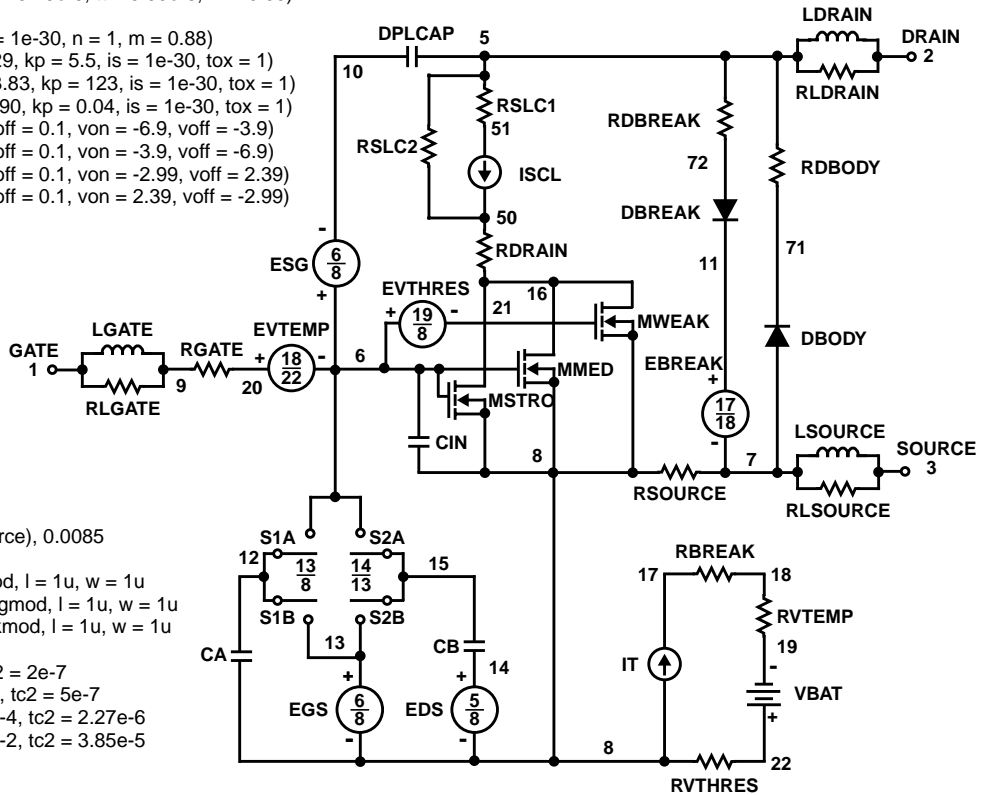 = 1e-30, n = 1, m = 0.88)
kp = 5.5, is = 1e-30, tox = 1)
kp = 123, is = 1e-30, tox = 1)
90, kp = 0.04, is = 1e-30, tox = 1)
off = 0.1, von = -6.9, voff = -3.9)
off = 0.1, von = -3.9, voff = -6.9)
off = 0.1, von = -2.99, voff = 2.39)
off = 0.1, von = 2.39, voff = -2.99)
LDRAIN
DPLCAP
5
DRAIN
2
10
RLDRAIN
RSLC1
51
RDBREAK
RSLC2
72
RDBODY
ISCL
DBREAK
50
RDRAIN
71
11
-
ESG
6
8
+
EVTHRES
+
19
8
-
16
21
MWEAK
LGATE
EVTEMP
DBODY
GATE
1
RGATE
+
18
22
-
6
EBREAK
MMED
+
9
20
MSTRO
17
18
-
RLGATE
LSOURCE
CIN
8
7
SOURCE
3
RSOURCE
RLSOURCE
rce), 0.0085
S1A
S2A
RBREAK
12
13
8
14
13
15
17
18
od, l = 1u, w = 1u
gmod, l = 1u, w = 1u
kmod, l = 1u, w = 1u
S1B
S2B
RVTEMP
13
CB
19
CA
14
IT
-
2 = 2e-7
, tc2 = 5e-7
-4, tc2 = 2.27e-6
-2, tc2 = 3.85e-5
+
+
VBAT
EGS
6
8
EDS
5
8
+
-
-
8
22
RVTHRES